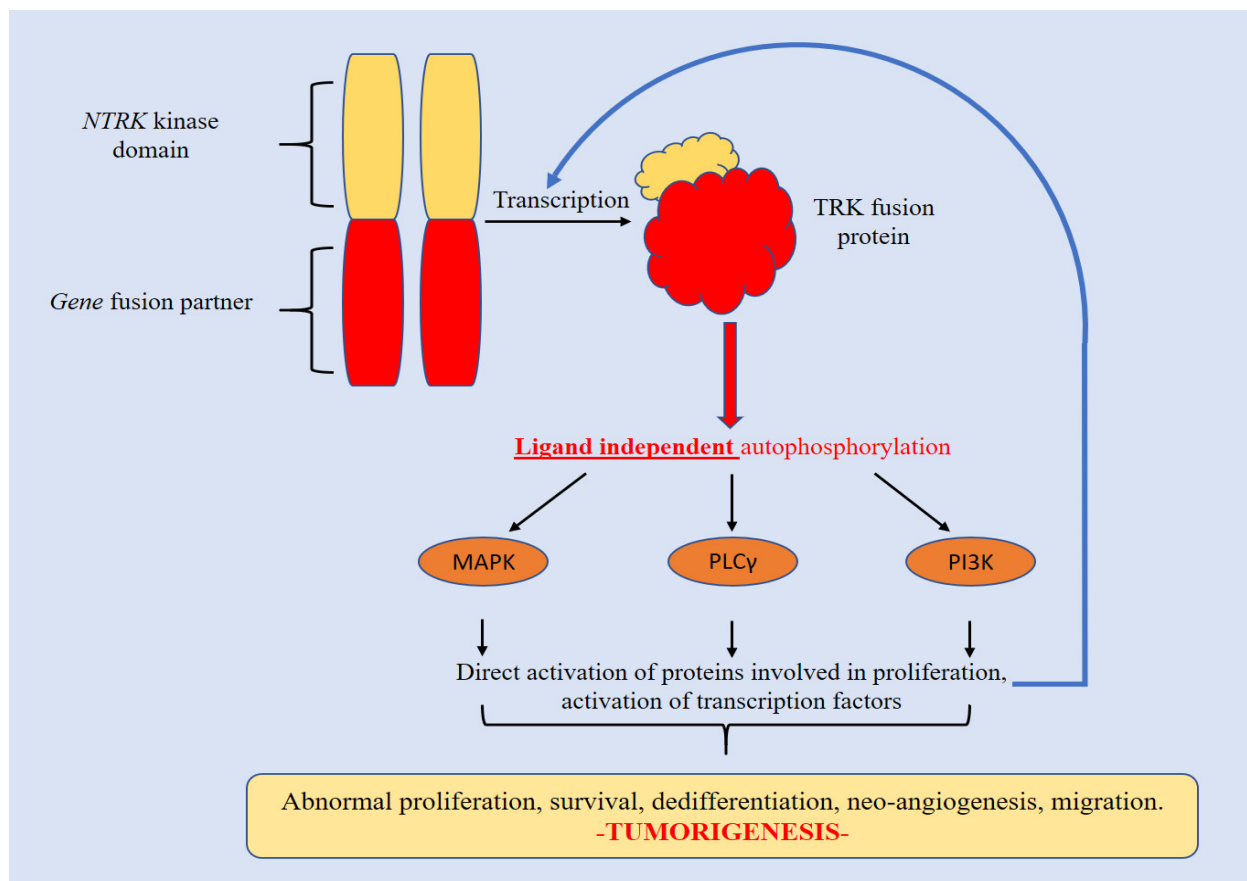 NTRK kinase
domain
Gene fusion partner
Transcription
TRK fusion
protein
Ligand independent autophosphorylation
MAPK
PLCγ
PI3K
Direct activation of proteins involved in proliferation,
activation of transcription factors
Abnormal proliferation, survival, dedifferentiation, neo-angiogenesis, migration.
-TUMORIGENESIS-